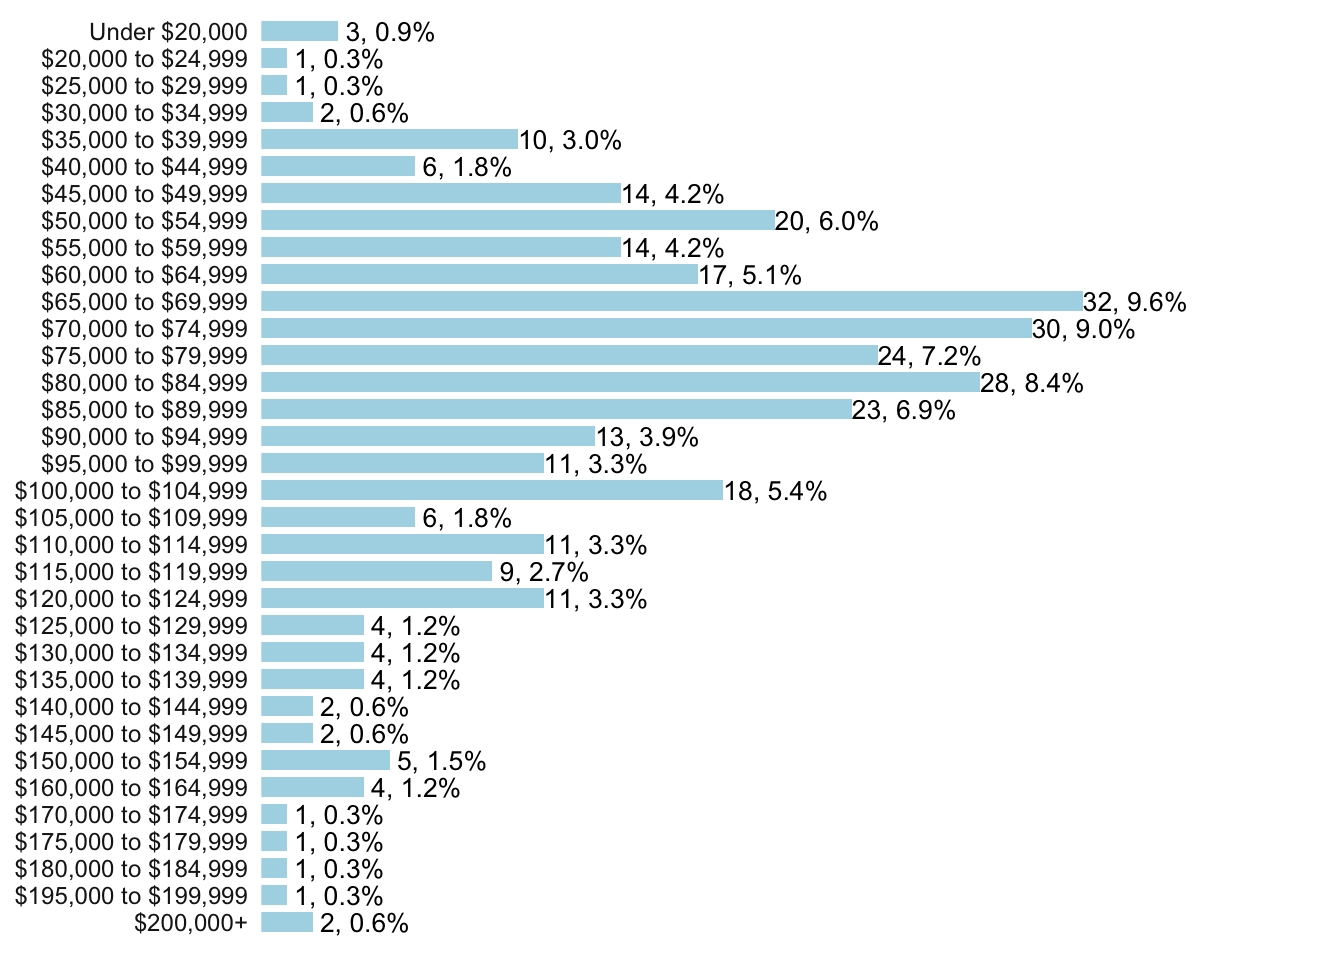 Under $20,000 3, 0.9%
$20,000 to $24,999 1, 0.3%
$25,000 to $29,999 1, 0.3%
$30,000 to $34,999 2, 0.6%
$35,000 to $39,999 10, 3.0%
$40,000 to $44,999 6, 1.8%
$45,000 to $49,999 14, 4.2%
$50,000 to $54,999 20, 6.0%
$55,000 to $59,999 14, 4.2%
$60,000 to $64,999 17, 5.1%
$65,000 to $69,999 32, 9.6%
$70,000 to $74,999 30, 9.0%
$75,000 to $79,999 24, 7.2%
$80,000 to $84,999 28, 8.4%
$85,000 to $89,999 23, 6.9%
$90,000 to $94,999 13, 3.9%
$95,000 to $99,999 11, 3.3%
$100,000 to $104,999 18, 5.4%
$105,000 to $109,999 6, 1.8%
$110,000 to $114,999 11, 3.3%
$115,000 to $119,999 9, 2.7%
$120,000 to $124,999 11, 3.3%
$125,000 to $129,999 4, 1.2%
$130,000 to $134,999 4, 1.2%
$135,000 to $139,999 4, 1.2%
$140,000 to $144,999 2, 0.6%
$145,000 to $149,999 2, 0.6%
$150,000 to $154,999 5, 1.5%
$160,000 to $164,999 4, 1.2%
$170,000 to $174,999 1, 0.3%
$175,000 to $179,999 1, 0.3%
$180,000 to $184,999 1, 0.3%
$195,000 to $199,999 1, 0.3%
$200,000+ 2, 0.6%